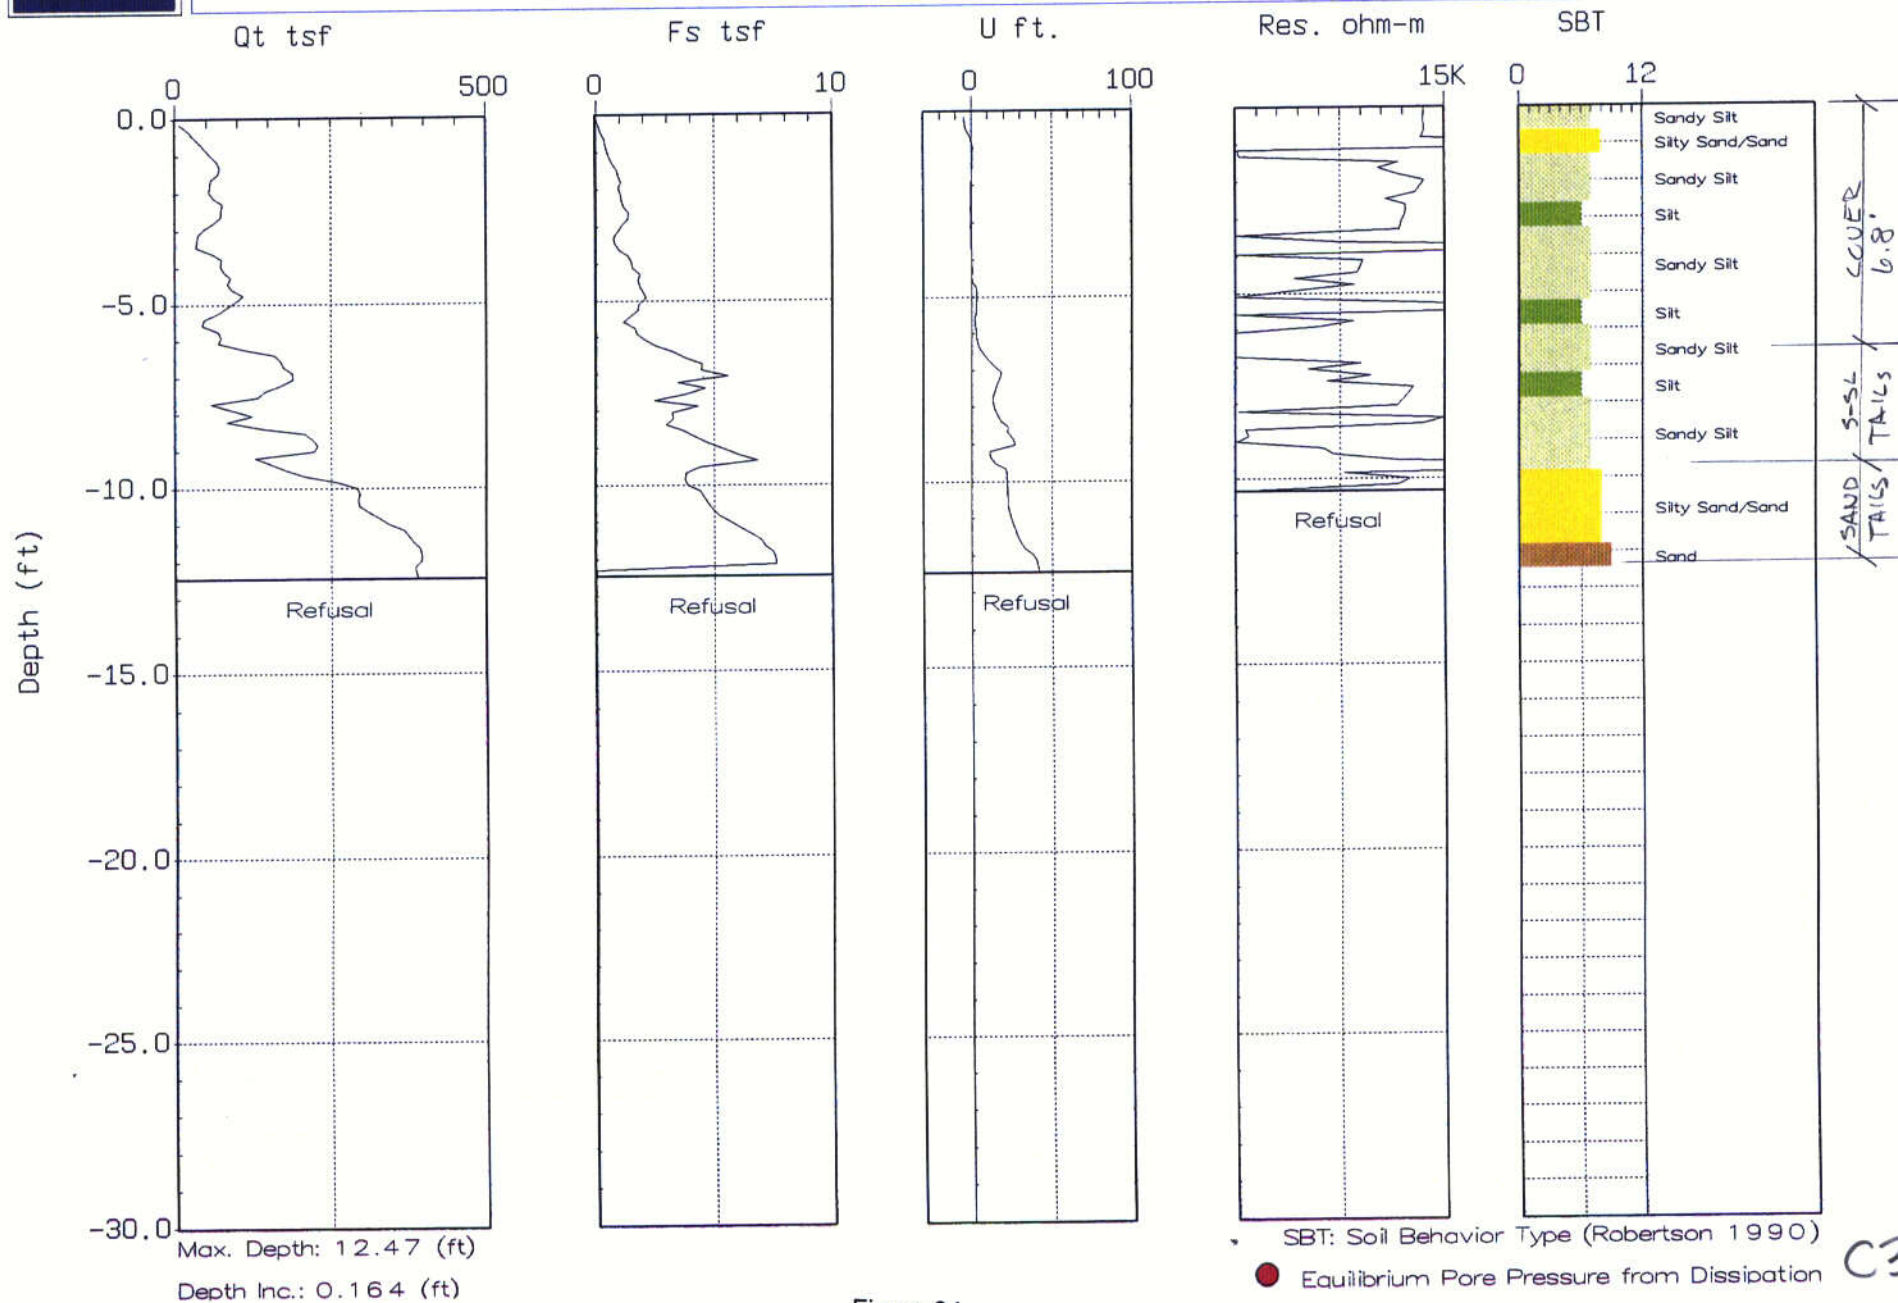 Qt tsf
Fs tsf
U ft.
Res. ohm-m
SBT
0 500
0 10
0 100
15K
0 12
0.0
-5.0
-10.0
-15.0
-20.0
-25.0
-30.0
Depth (ft)
Refusal
Refusal
Refusal
Refusal
Sandy Silt
Silty Sand/Sand
Sandy Silt
Silt
Sandy Silt
Silt
Sandy Silt
Silt
Sandy Silt
Silty Sand/Sand
Sand
COVER
6.8'
S-SL
TAILS
SAND
TAILS
Max. Depth: 12.47 (ft)
Depth Inc.: 0.164 (ft)
SBT: Soil Behavior Type (Robertson 1990)
Equilibrium Pore Pressure from Dissipation